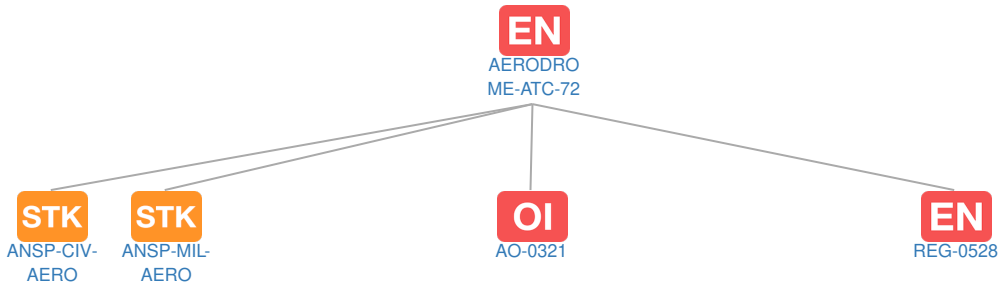 EN
AERODRO
ME-ATC-72
STK
ANSP-CIV-
AERO
STK
ANSP-MIL-
AERO
OI
AO-0321
EN
REG-0528